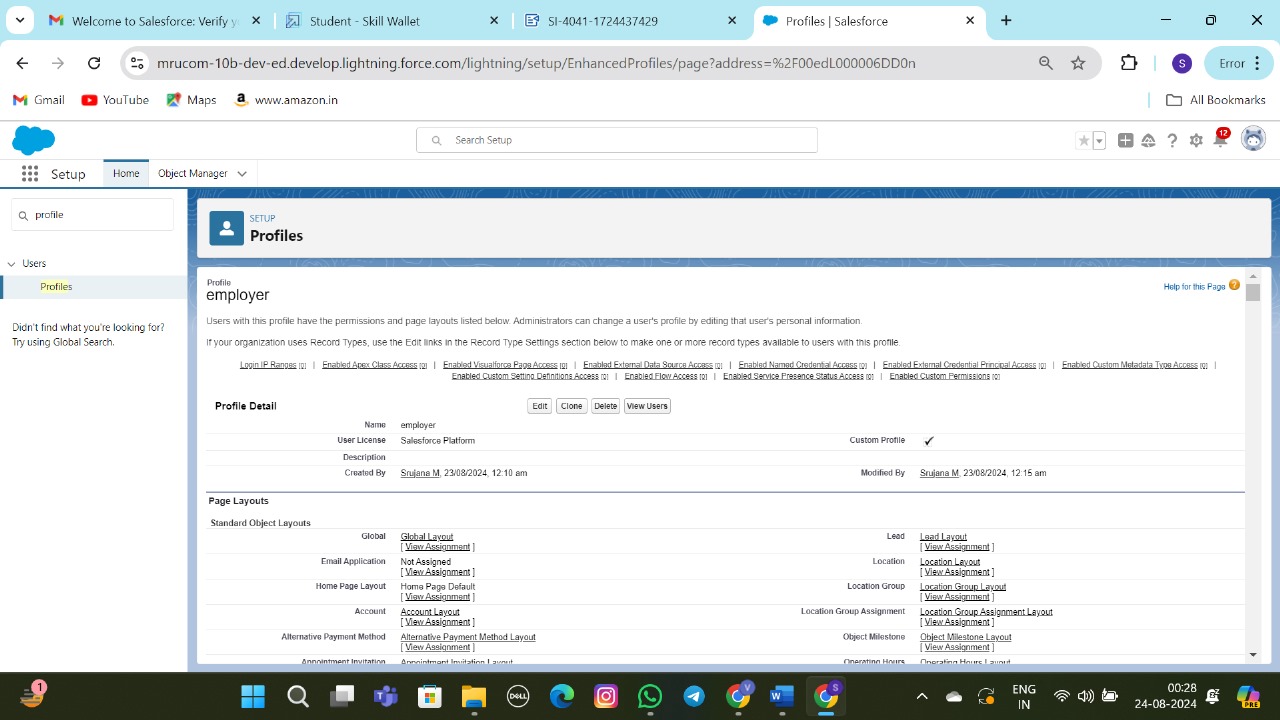 Welcome to Salesforce: Verify yo
Student - Skill Wallet
SI-4041-1724437429
Profiles | Salesforce
mrucom-10b-dev-ed.develop.lightning.force.com/lightning/setup/EnhancedProfiles/page?address=%2F00edL000006DD0n
S
Error
Gmail
YouTube
Maps
www.amazon.in
All Bookmarks
Search Setup
12
Setup
Home
Object Manager
profile
Users
Profiles
Didn't find what you're looking for?
Try using Global Search.
SETUP
Profiles
Profile
employer
Help for this Page
Users with this profile have the permissions and page layouts listed below. Administrators can change a user's profile by editing that user's personal information.
If your organization uses Record Types, use the Edit links in the Record Type Settings section below to make one or more record types available to users with this profile.
Login IP Ranges [0] | Enabled Apex Class Access [0] | Enabled Visualforce Page Access [0] | Enabled External Data Source Access [0] | Enabled Named Credential Access [0] | Enabled External Credential Principal Access [0] | Enabled Custom Metadata Type Access [0] |
Enabled Custom Setting Definitions Access [0] | Enabled Flow Access [0] | Enabled Service Presence Status Access [0] | Enabled Custom Permissions [0]
Profile Detail
Edit Clone Delete View Users
Name employer
User License Salesforce Platform Custom Profile ✓
Description
Created By Srujana M, 23/08/2024, 12:10 am Modified By Srujana M, 23/08/2024, 12:15 am
Page Layouts
Standard Object Layouts
Global Global Layout Lead Lead Layout
[ View Assignment ] [ View Assignment ]
Email Application Not Assigned Location Location Layout
[ View Assignment ] [ View Assignment ]
Home Page Layout Home Page Default Location Group Location Group Layout
[ View Assignment ] [ View Assignment ]
Account Account Layout Location Group Assignment Location Group Assignment Layout
[ View Assignment ] [ View Assignment ]
Alternative Payment Method Alternative Payment Method Layout Object Milestone Object Milestone Layout
[ View Assignment ] [ View Assignment ]
Appointment Invitation Appointment Invitation Layout Operating Hours Operating Hours Layout
1
DELL
V
S
ENG
IN
00:28
24-08-2024
PRE